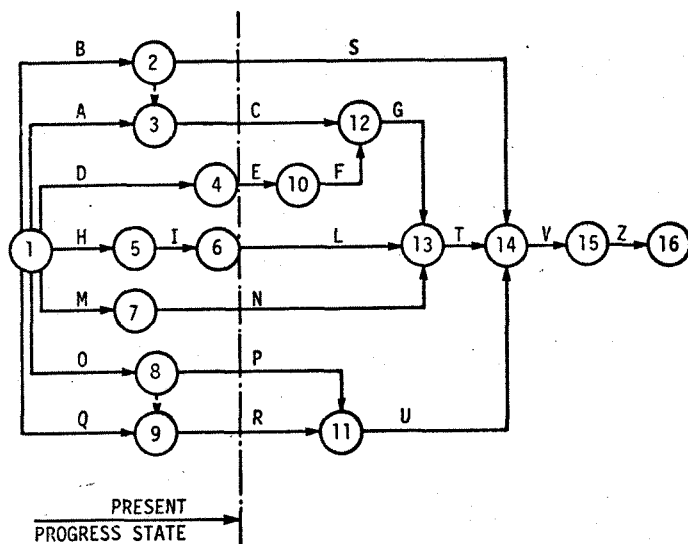 B 2 S
A 3 C 12 G
D 4 E 10 F
1 H 5 I 6 L 13 T 14 V 15 Z 16
M 7 N
O 8 P
Q 9 R 11 U
PRESENT
PROGRESS STATE